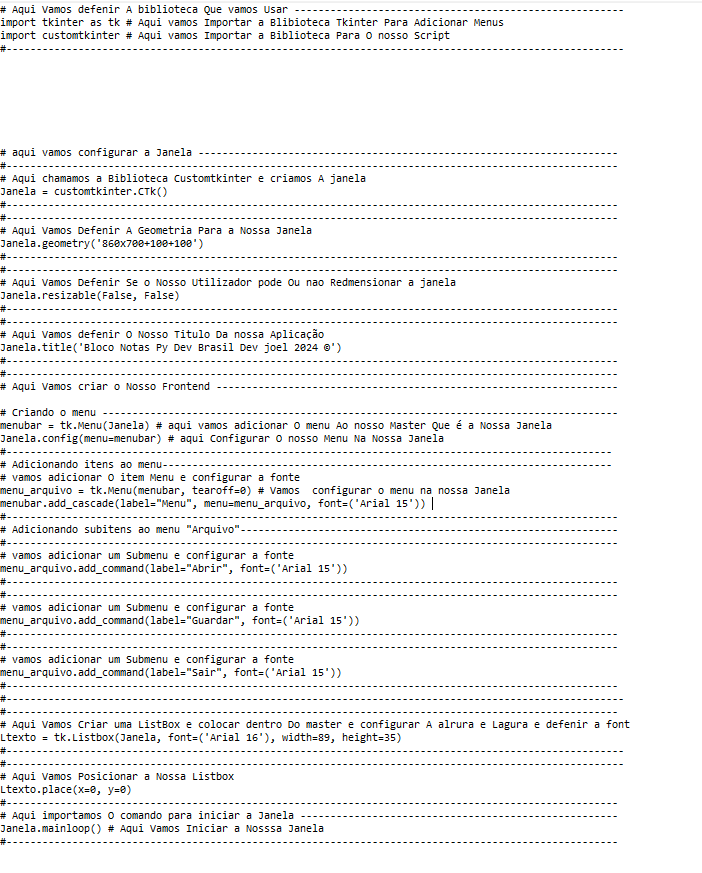 # Aqui Vamos defenir A biblioteca Que vamos Usar -------------------------------------------------------
import tkinter as tk # Aqui vamos Importar a Blibioteca Tkinter Para Adicionar Menus
import customtkinter # Aqui vamos Importar a Biblioteca Para O nosso Script
#-------------------------------------------------------------------------------------------------------
# aqui vamos configurar a Janela ----------------------------------------------------------------------
#------------------------------------------------------------------------------------------------------
# Aqui chamamos a Biblioteca Customtkinter e criamos A janela
Janela = customtkinter.CTk()
#------------------------------------------------------------------------------------------------------
#------------------------------------------------------------------------------------------------------
# Aqui Vamos Defenir A Geometria Para a Nossa Janela
Janela.geometry('860x700+100+100')
#------------------------------------------------------------------------------------------------------
#------------------------------------------------------------------------------------------------------
# Aqui Vamos Defenir Se o Nosso Utilizador pode Ou nao Redmensionar a janela
Janela.resizable(False, False)
#------------------------------------------------------------------------------------------------------
#------------------------------------------------------------------------------------------------------
# Aqui Vamos defenir O Nosso Titulo Da nossa Aplicação
Janela.title('Bloco Notas Py Dev Brasil Dev joel 2024 ©')
#------------------------------------------------------------------------------------------------------
#------------------------------------------------------------------------------------------------------
# Aqui Vamos criar o Nosso Frontend -------------------------------------------------------------------
# Criando o menu --------------------------------------------------------------------------------------
menubar = tk.Menu(Janela) # aqui vamos adicionar O menu Ao nosso Master Que é a Nossa Janela
Janela.config(menu=menubar) # aqui Configurar O nosso Menu Na Nossa Janela
#-----------------------------------------------------------------------------------------------------
# Adicionando itens ao menu---------------------------------------------------------------------------
# vamos adicionar O item Menu e configurar a fonte
menu_arquivo = tk.Menu(menubar, tearoff=0) # Vamos  configurar o menu na nossa Janela
menubar.add_cascade(label="Menu", menu=menu_arquivo, font=('Arial 15'))
#------------------------------------------------------------------------------------------------------
# Adicionando subitens ao menu "Arquivo"---------------------------------------------------------------
#------------------------------------------------------------------------------------------------------
# vamos adicionar um Submenu e configurar a fonte
menu_arquivo.add_command(label="Abrir", font=('Arial 15'))
#------------------------------------------------------------------------------------------------------
#------------------------------------------------------------------------------------------------------
# vamos adicionar um Submenu e configurar a fonte
menu_arquivo.add_command(label="Guardar", font=('Arial 15'))
#------------------------------------------------------------------------------------------------------
#------------------------------------------------------------------------------------------------------
# vamos adicionar um Submenu e configurar a fonte
menu_arquivo.add_command(label="Sair", font=('Arial 15'))
#------------------------------------------------------------------------------------------------------
#-------------------------------------------------------------------------------------------------------
#------------------------------------------------------------------------------------------------------
# Aqui Vamos Criar uma ListBox e colocar dentro Do master e configurar A alrura e Lagura e defenir a font
Ltexto = tk.Listbox(Janela, font=('Arial 16'), width=89, height=35)
#-------------------------------------------------------------------------------------------------------
#-------------------------------------------------------------------------------------------------------
# Aqui Vamos Posicionar a Nossa Listbox
Ltexto.place(x=0, y=0)
#------------------------------------------------------------------------------------------------------
# Aqui importamos O comando para iniciar a Janela -----------------------------------------------------
Janela.mainloop() # Aqui Vamos Iniciar a Nosssa Janela
#------------------------------------------------------------------------------------------------------